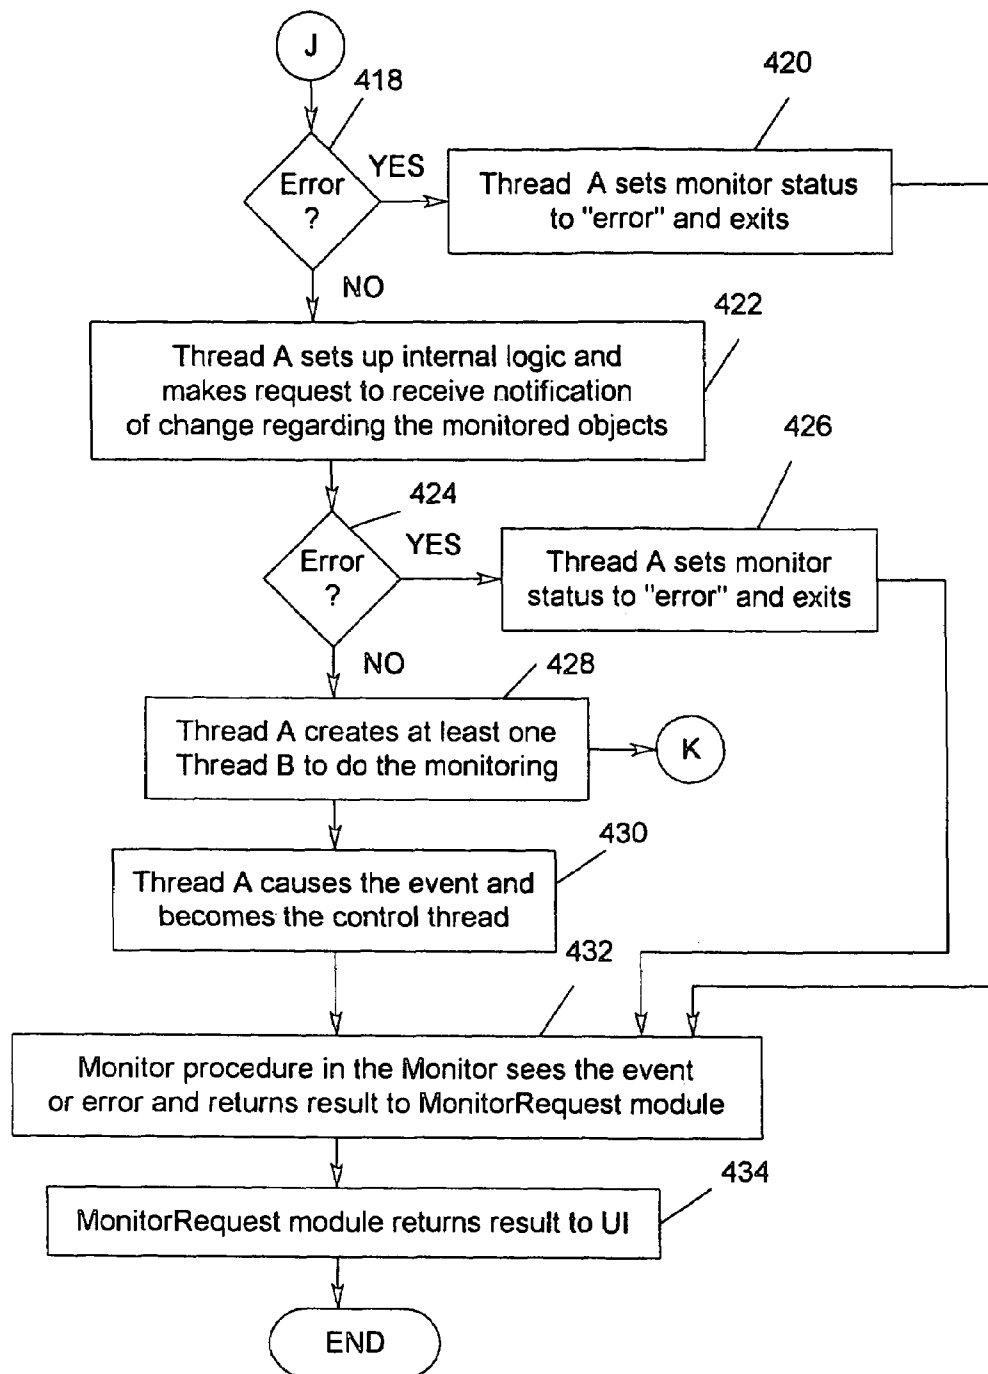 J
418
420
Error
?
YES
Thread A sets monitor status
to "error" and exits
NO
422
Thread A sets up internal logic and
makes request to receive notification
of change regarding the monitored objects
426
424
Error
?
YES
Thread A sets monitor
status to "error" and exits
NO
428
Thread A creates at least one
Thread B to do the monitoring
K
430
Thread A causes the event and
becomes the control thread
432
Monitor procedure in the Monitor sees the event
or error and returns result to MonitorRequest module
434
MonitorRequest module returns result to UI
END